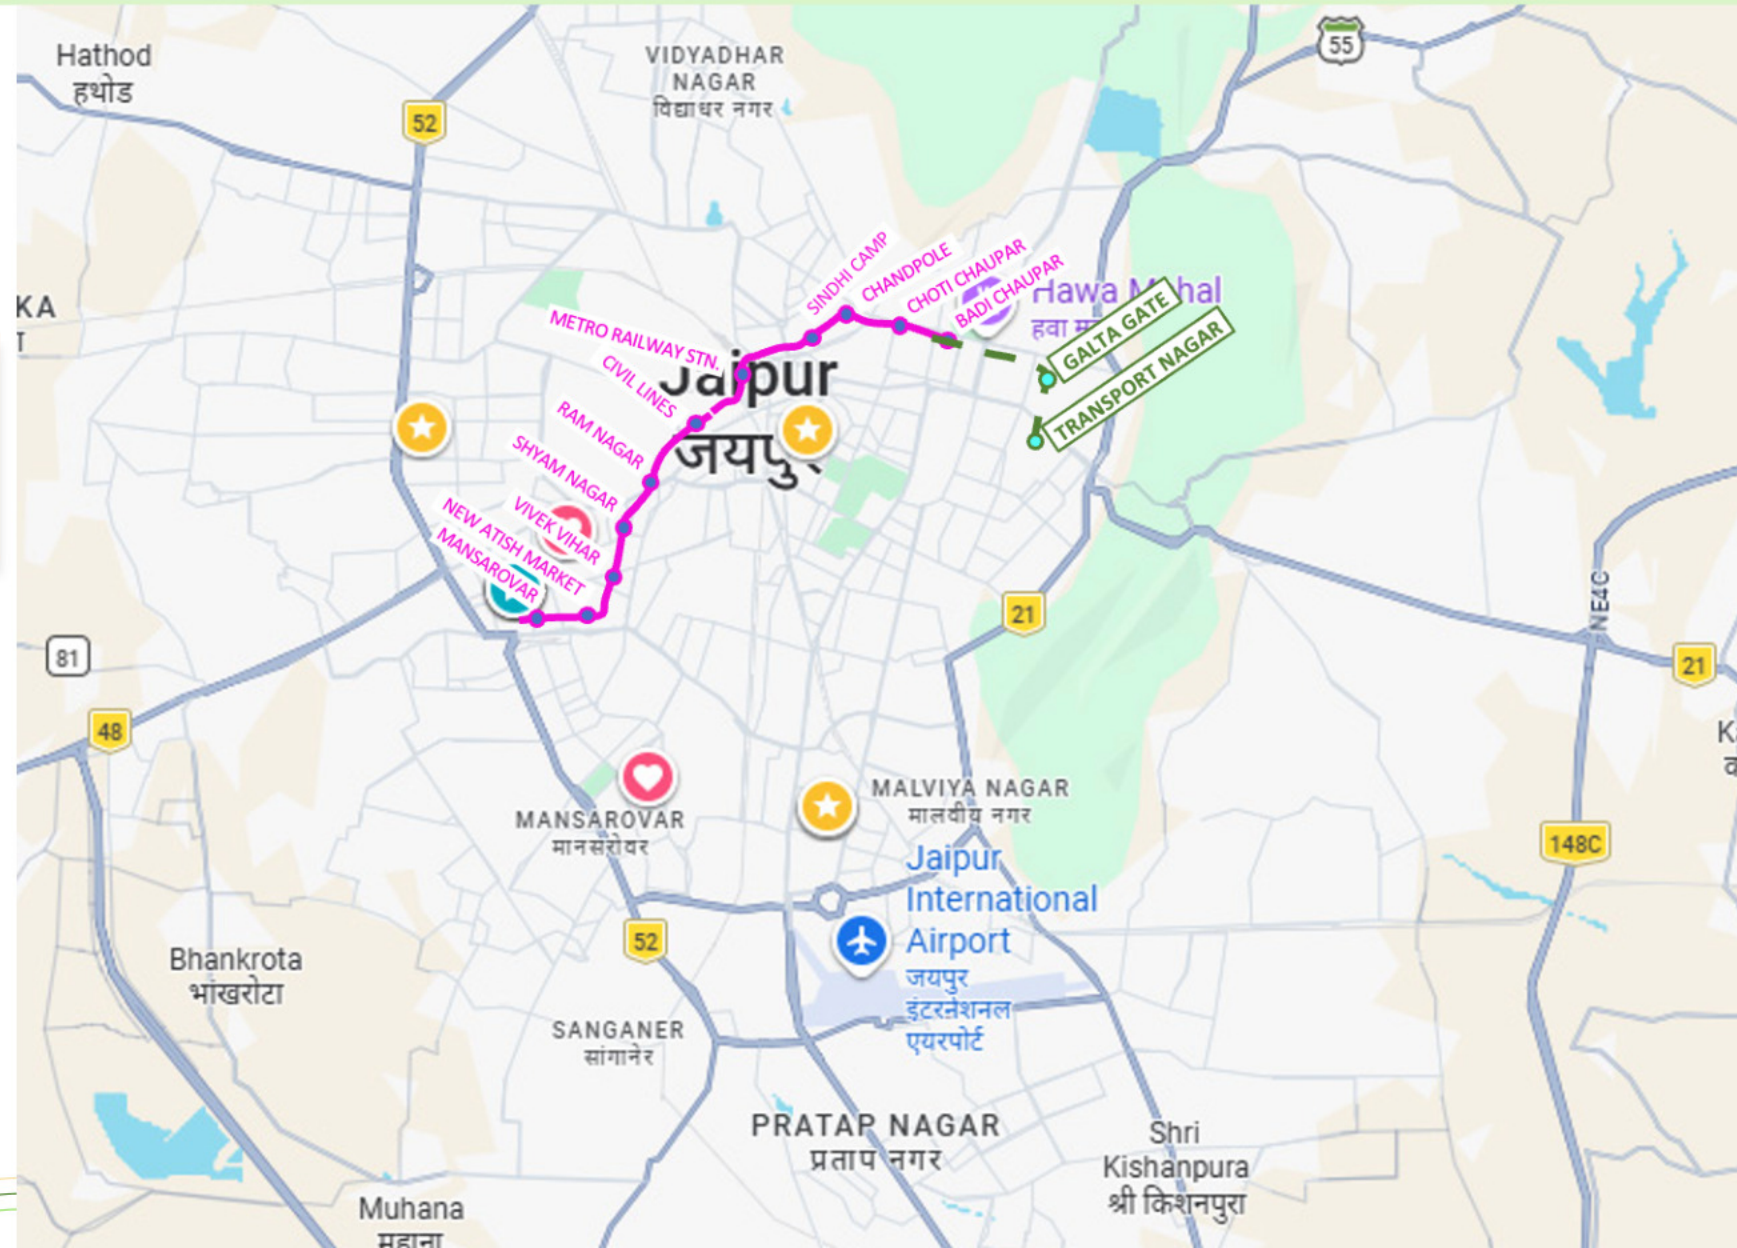 Hathod
हथोड
VIDYADHAR
NAGAR
विद्याधर नगर
55
52
KA
SINDHI CAMP
CHANDPOLE
CHOTI CHAUPAR
BADI CHAUPAR
Hawa Mahal
हवा म
GALTA GATE
TRANSPORT NAGAR
METRO RAILWAY STN.
CIVIL LINES
RAM NAGAR
SHYAM NAGAR
VIVEK VIHAR
NEW ATISH MARKET
MANSAROVAR
Jaipur
जयपुर
21
NE4C
81
21
48
MALVIYA NAGAR
मालवीय नगर
MANSAROVAR
मानसरोवर
148C
Jaipur
International
Airport
जयपुर
इंटरनेशनल
एयरपोर्ट
52
Bhankrota
भांखरोटा
SANGANER
सांगानेर
PRATAP NAGAR
प्रताप नगर
Shri
Kishanpura
श्री किशनपुरा
Muhana
मुहाना